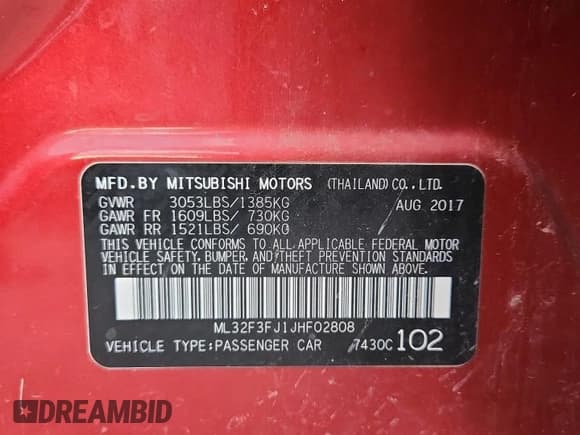 MFD.BY MITSUBISHI MOTORS (THAILAND)CO.,LTD.
GVWR 3053LBS/1385KG AUG 2017
GAWR FR 1609LBS/ 730KG
GAWR RR 1521LBS/ 690KG
THIS VEHICLE CONFORMS TO ALL APPLICABLE FEDERAL MOTOR
VEHICLE SAFETY, BUMPER, AND/THEFT PREVENTION STANDARDS
IN EFFECT ON THE DATE OF MANUFACTURE SHOWN ABOVE.
ML32F3FJ1JHF02808
VEHICLE TYPE:PASSENGER CAR 7430C 102
DREAMBID